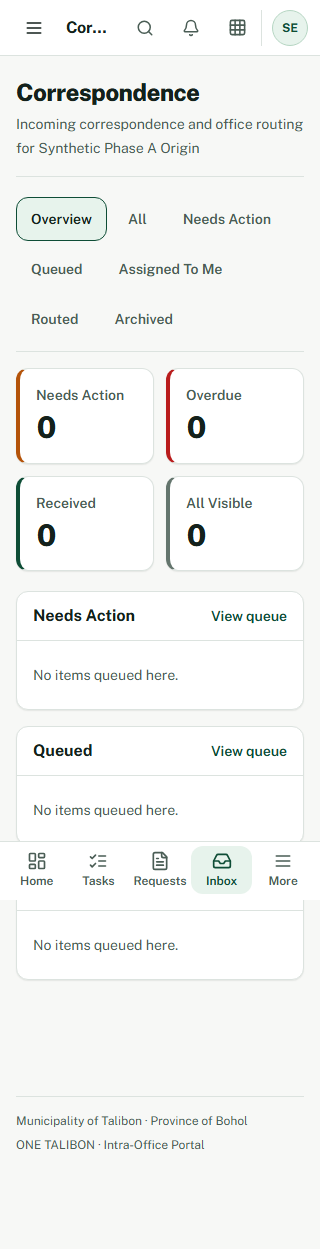 Cor...
SE
Correspondence
Incoming correspondence and office routing
for Synthetic Phase A Origin
Overview
All
Needs Action
Queued
Assigned To Me
Routed
Archived
Needs Action
0
Overdue
0
Received
0
All Visible
0
Needs Action
View queue
No items queued here.
Queued
View queue
No items queued here.
Home
Tasks
Requests
Inbox
More
No items queued here.
Municipality of Talibon · Province of Bohol
ONE TALIBON · Intra-Office Portal